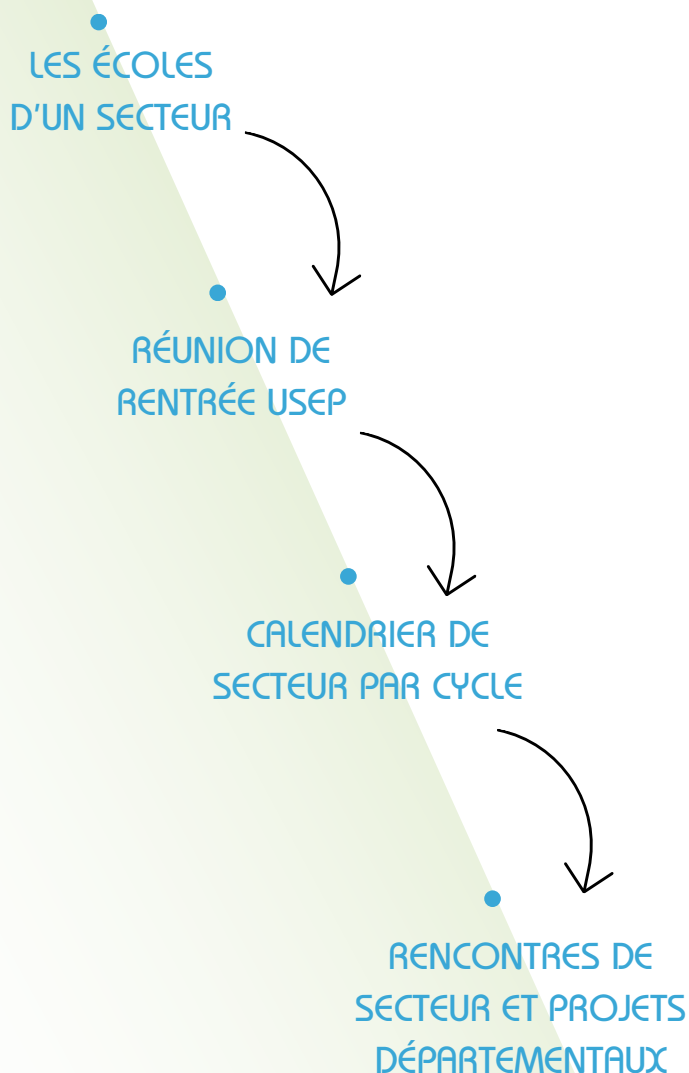 LES ÉCOLES
D'UN SECTEUR
RÉUNION DE
RENTRÉE USEP
CALENDRIER DE
SECTEUR PAR CYCLE
RENCONTRES DE
SECTEUR ET PROJETS
DÉPARTEMENTAUX